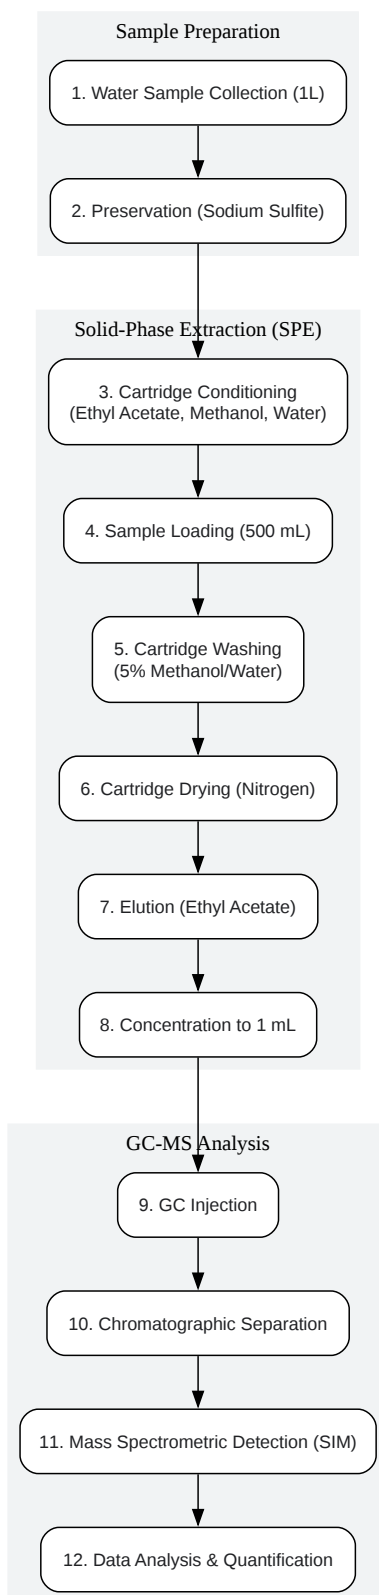 Sample Preparation
1. Water Sample Collection (1L)
2. Preservation (Sodium Sulfite)
Solid-Phase Extraction (SPE)
3. Cartridge Conditioning
(Ethyl Acetate, Methanol, Water)
4. Sample Loading (500 mL)
5. Cartridge Washing
(5% Methanol/Water)
6. Cartridge Drying (Nitrogen)
7. Elution (Ethyl Acetate)
8. Concentration to 1 mL
GC-MS Analysis
9. GC Injection
10. Chromatographic Separation
11. Mass Spectrometric Detection (SIM)
12. Data Analysis & Quantification